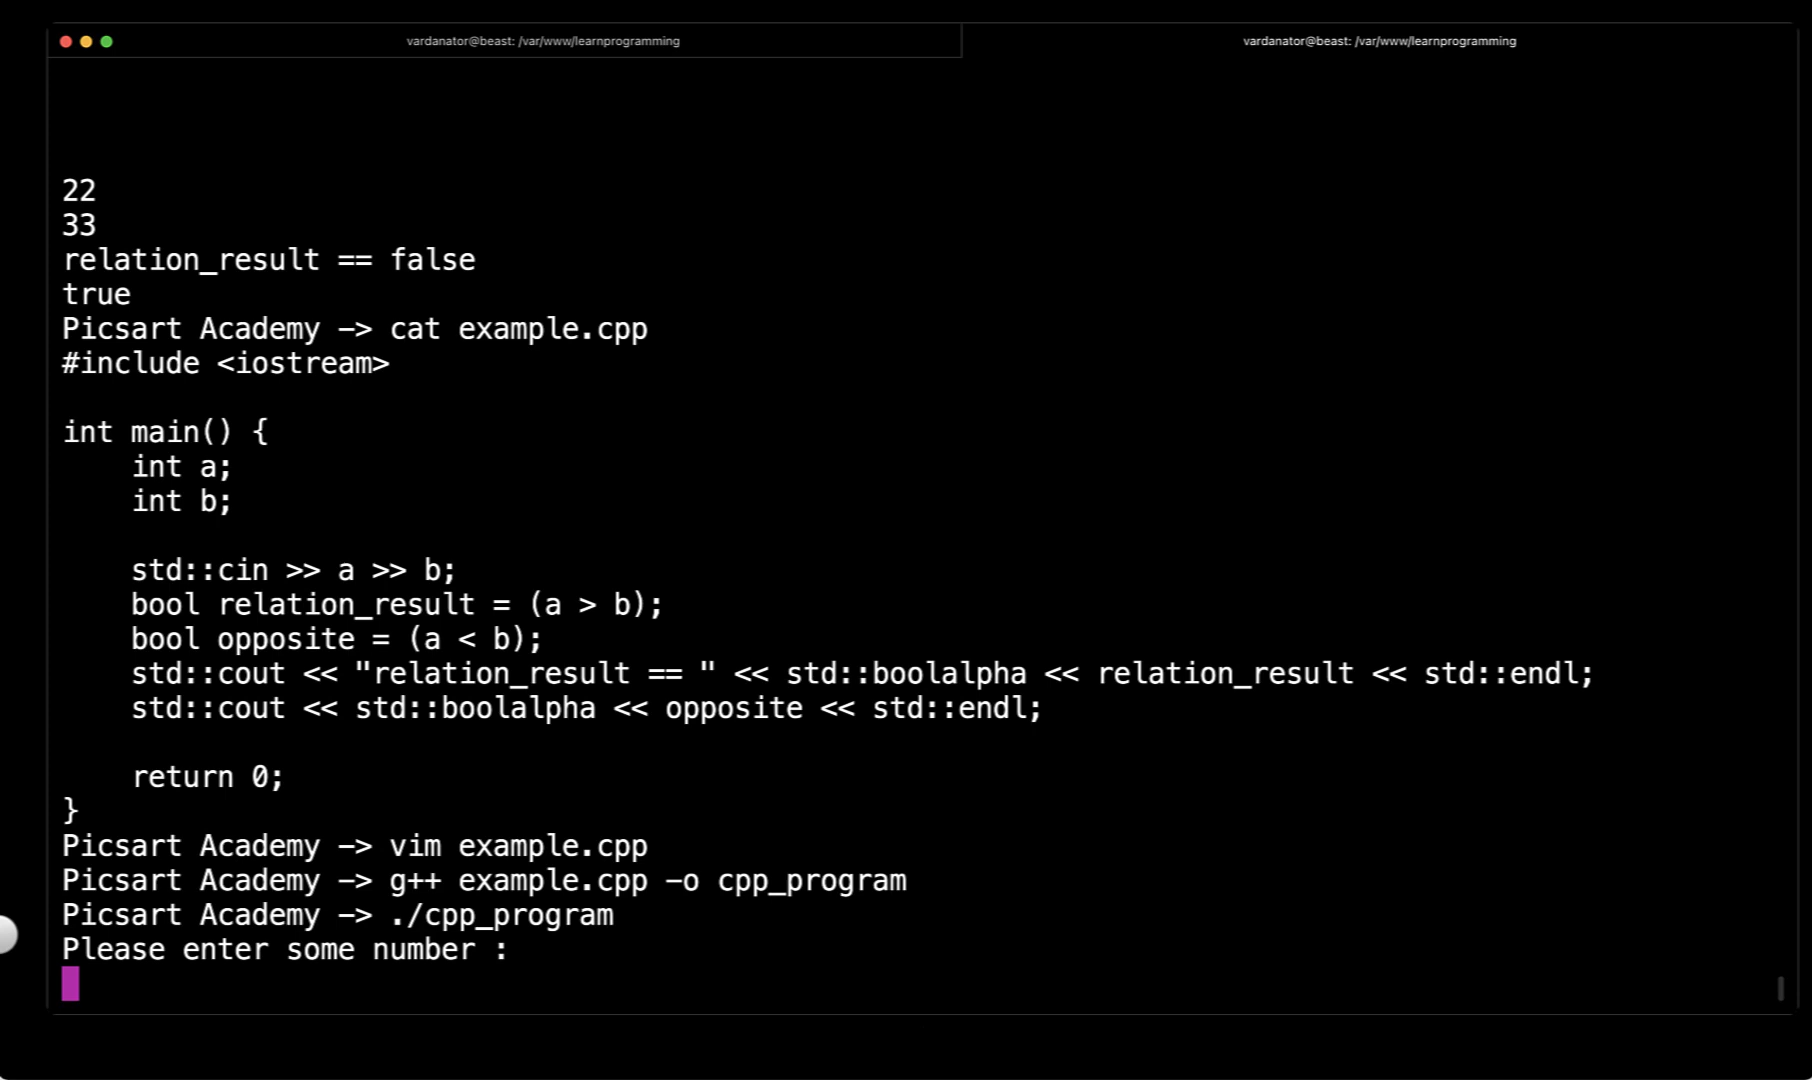 vardanator@beast: /var/www/learnprogramming
vardanator@beast: /var/www/learnprogramming
22
33
relation_result == false
true
Picsart Academy -> cat example.cpp
#include <iostream>
int main() {
    int a;
    int b;
    std::cin >> a >> b;
    bool relation_result = (a > b);
    bool opposite = (a < b);
    std::cout << "relation_result == " << std::boolalpha << relation_result << std::endl;
    std::cout << std::boolalpha << opposite << std::endl;
    return 0;
}
Picsart Academy -> vim example.cpp
Picsart Academy -> g++ example.cpp -o cpp_program
Picsart Academy -> ./cpp_program
Please enter some number :